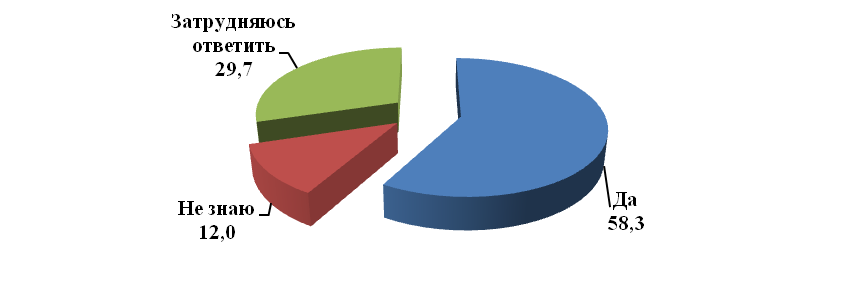 Затрудняюсь
ответить
29,7
Не знаю
12,0
Да
58,3